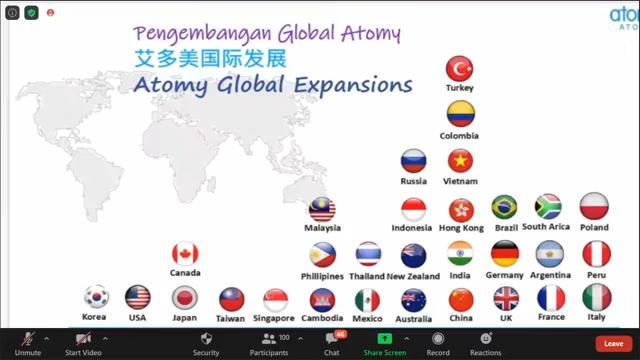 Pengembangan Global Atomy
艾多美国际发展
Atomy Global Expansions
Turkey
Colombia
Russia Vietnam
Malaysia Indonesia Hong Kong Brazil South Arica Poland
Canada Phillipines Thailand New Zealand India Germany Argentina Peru
Korea USA Japan Taiwan Singapore Cambodia Mexico Australia China UK France Italy
Unmute Start Video Security Participants 100 Chat 46 Share Screen Record Reactions Leave